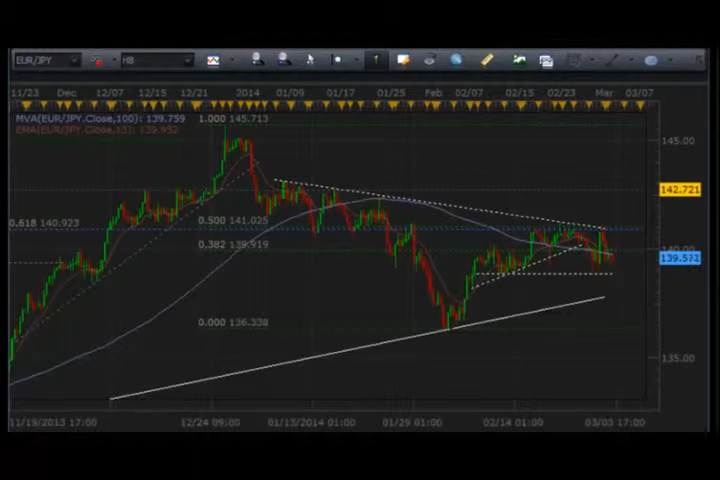 EUR/JPY H8
11/23 Dec 12/07 12/15 12/21 2014 01/09 01/17 01/25 Feb 02/07 02/15 02/23 Mar 03/07
MVA(EUR/JPY.Close,100): 139.759 1.000 145.713
EMA(EUR/JPY.Close,13): 139.932
145.00
142.721
0.618 140.923 0.500 141.025
0.382 139.919 140.00
139.532
0.000 136.338
135.00
11/19/2013 17:00 12/24 09:00 01/13/2014 01:00 01/29 01:00 02/14 01:00 03/03 17:00